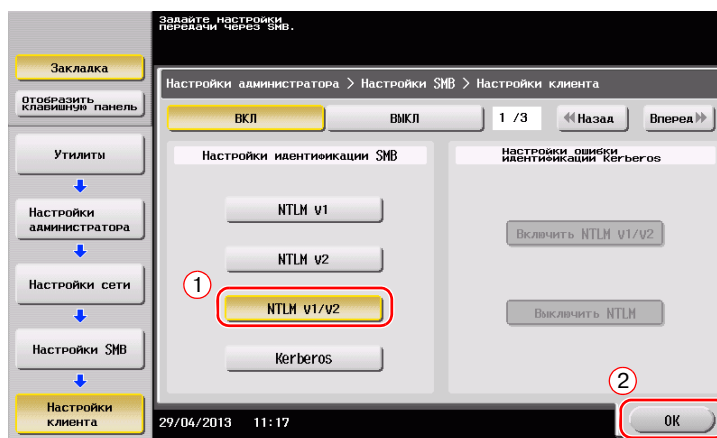 Задайте настройки
передачи через SMB.
Закладка
Отобразить
клавишную панель
Утилиты
Настройки
администратора
Настройки сети
Настройки SMB
Настройки
клиента
Настройки администратора > Настройки SMB > Настройки клиента
ВКЛ
ВЫКЛ
1 /3
Назад
Вперед
Настройки идентификации SMB
NTLM v1
NTLM v2
1
NTLM v1/v2
Kerberos
Настройки ошибки
идентификации Kerberos
Включить NTLM v1/v2
Выключить NTLM
2
29/04/2013 11:17
OK